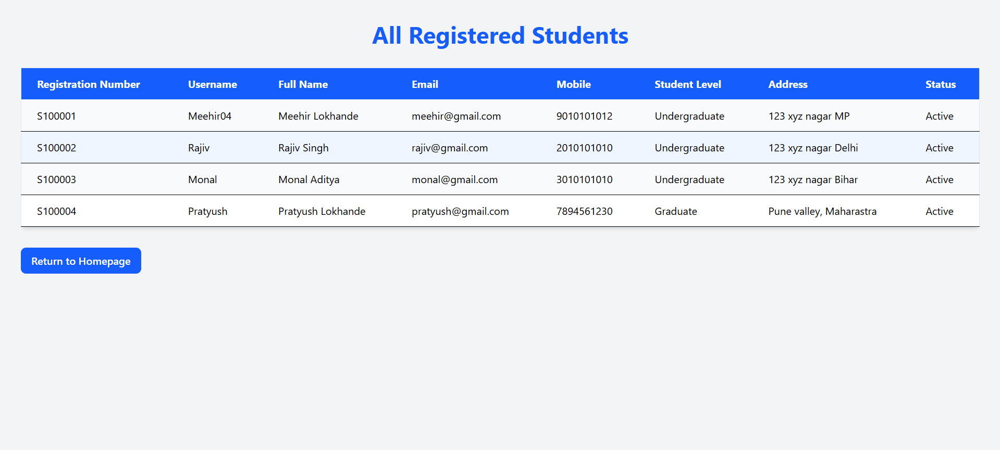 All Registered Students
Registration Number Username Full Name Email Mobile Student Level Address Status
S100001 Meehir04 Meehir Lokhande meehir@gmail.com 9010101012 Undergraduate 123 xyz nagar MP Active
S100002 Rajiv Rajiv Singh rajiv@gmail.com 2010101010 Undergraduate 123 xyz nagar Delhi Active
S100003 Monal Monal Aditya monal@gmail.com 3010101010 Undergraduate 123 xyz nagar Bihar Active
S100004 Pratyush Pratyush Lokhande pratyush@gmail.com 7894561230 Graduate Pune valley, Maharastra Active
Return to Homepage